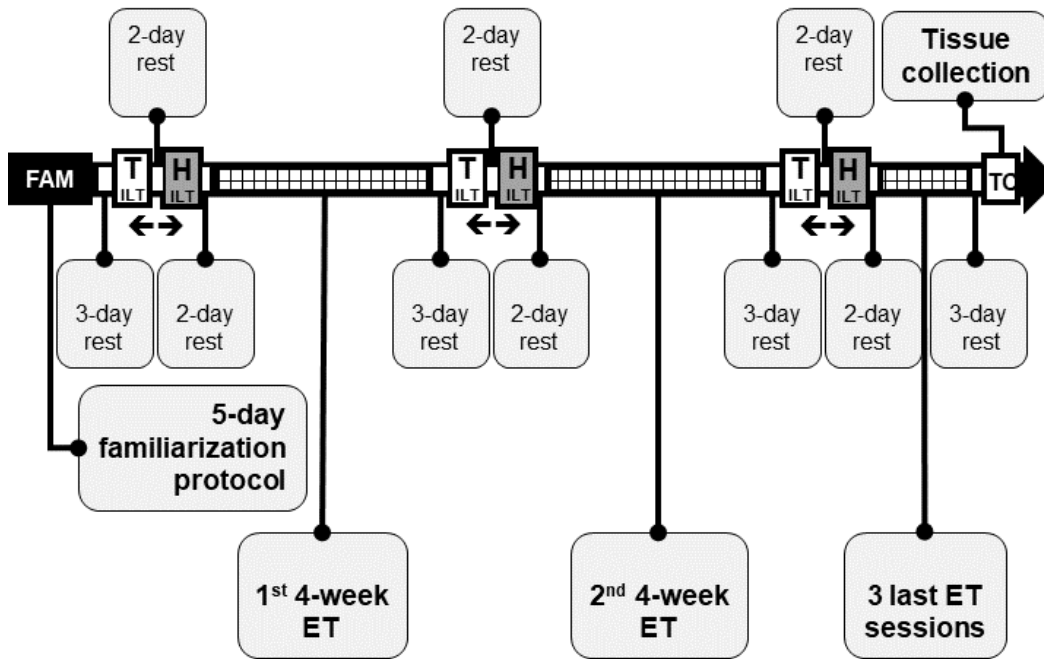 2-day
rest
2-day
rest
2-day
rest
Tissue
collection
FAM
T
ILT
H
ILT
T
ILT
H
ILT
T
ILT
H
ILT
TC
3-day
rest
2-day
rest
3-day
rest
2-day
rest
3-day
rest
2-day
rest
3-day
rest
5-day
familiarization
protocol
1st 4-week
ET
2nd 4-week
ET
3 last ET
sessions